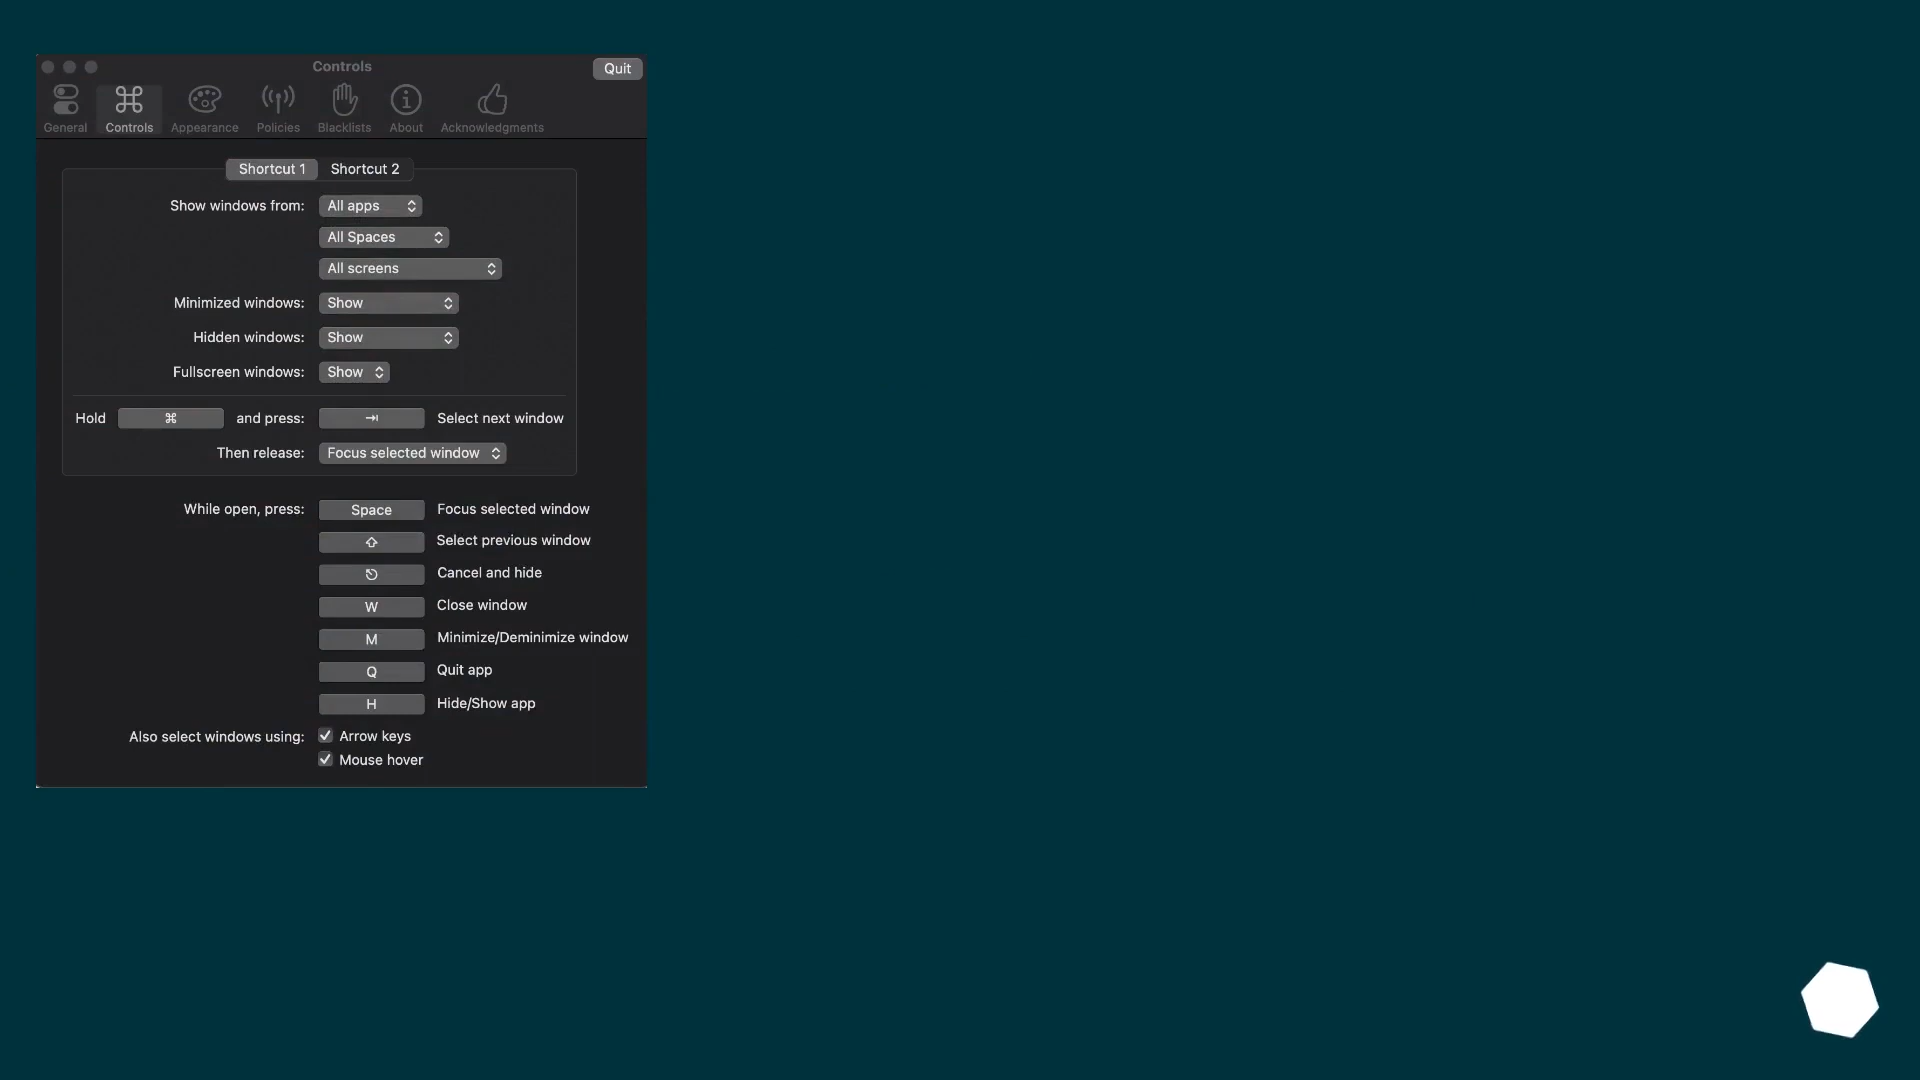 Controls
Quit
General Controls Appearance Policies Blacklists About Acknowledgments
Shortcut 1 Shortcut 2
Show windows from: All apps
All Spaces
All screens
Minimized windows: Show
Hidden windows: Show
Fullscreen windows: Show
Hold ⌘ and press: ⇥ Select next window
Then release: Focus selected window
While open, press: Space Focus selected window
⇧ Select previous window
⎋ Cancel and hide
W Close window
M Minimize/Deminimize window
Q Quit app
H Hide/Show app
Also select windows using: Arrow keys
Mouse hover